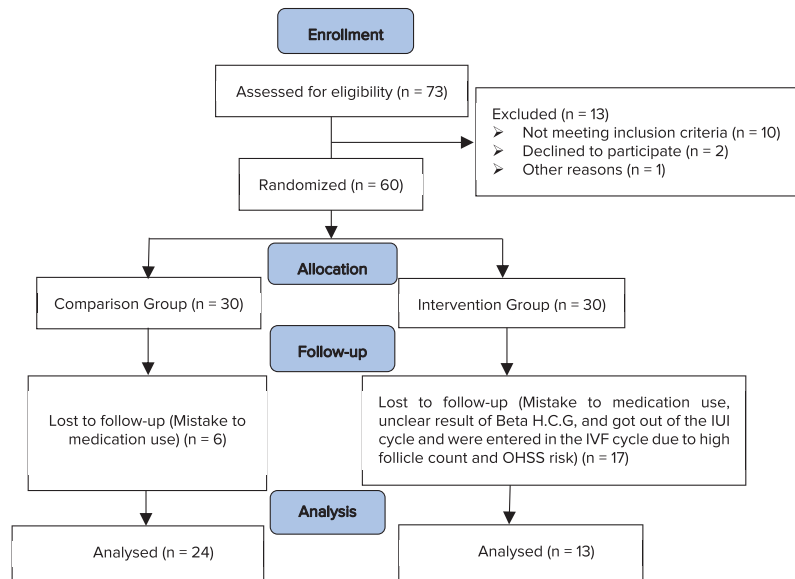 Enrollment
Assessed for eligibility (n = 73)
Excluded (n = 13)
➢ Not meeting inclusion criteria (n = 10)
➢ Declined to participate (n = 2)
➢ Other reasons (n = 1)
Randomized (n = 60)
Allocation
Comparison Group (n = 30)
Intervention Group (n = 30)
Follow-up
Lost to follow-up (Mistake to
medication use) (n = 6)
Lost to follow-up (Mistake to medication use,
unclear result of Beta H.C.G, and got out of the IUI
cycle and were entered in the IVF cycle due to high
follicle count and OHSS risk) (n = 17)
Analysis
Analysed (n = 24)
Analysed (n = 13)